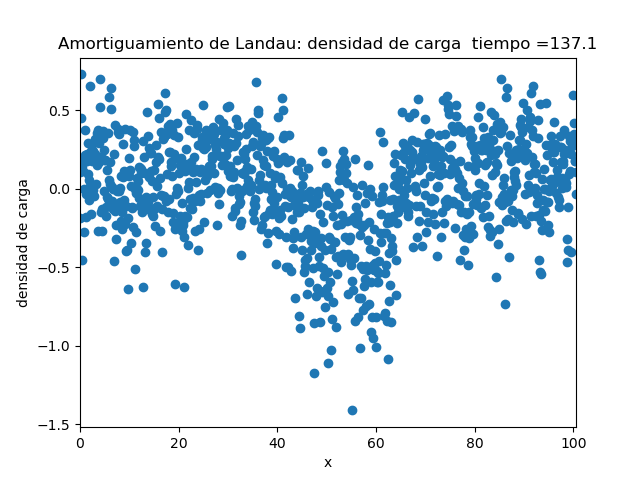 Amortiguamiento de Landau: densidad de carga  tiempo =137.1
0.5
0.0
−0.5
−1.0
−1.5
densidad de carga
0 20 40 60 80 100
x